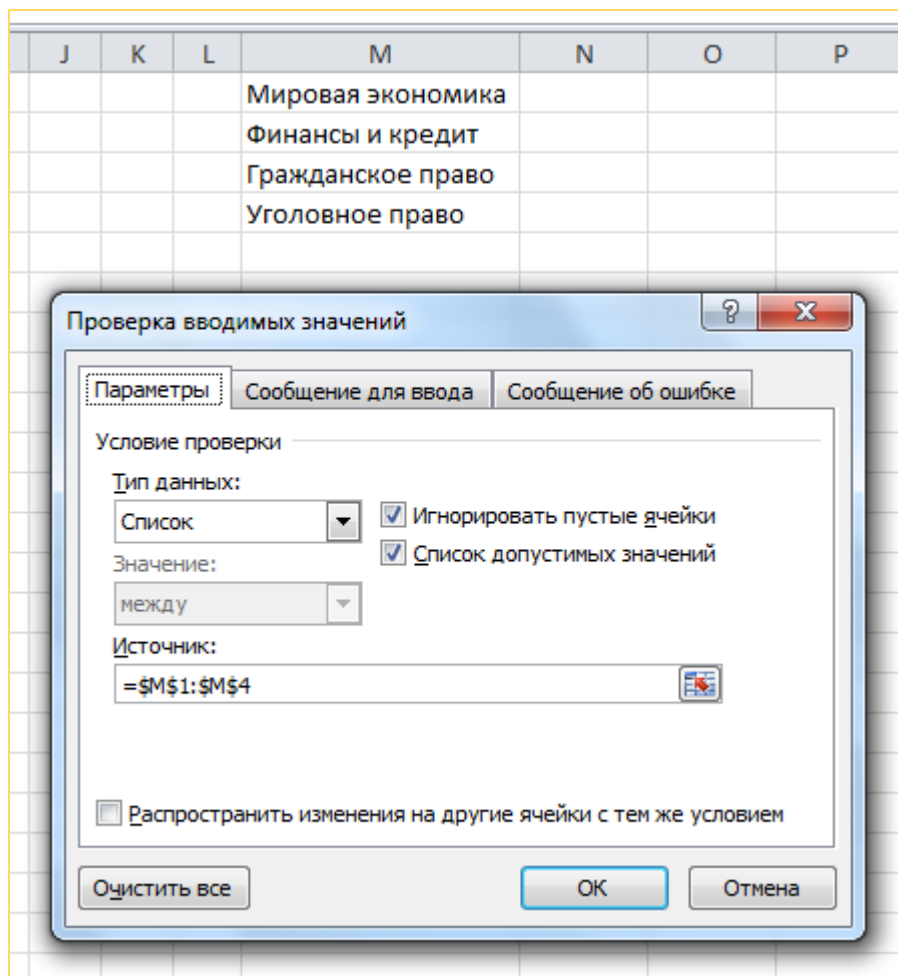 J K L M N O P
Мировая экономика
Финансы и кредит
Гражданское право
Уголовное право
Проверка вводимых значений
Параметры Сообщение для ввода Сообщение об ошибке
Условие проверки
Тип данных:
Список Игнорировать пустые ячейки
Список допустимых значений
Значение:
между
Источник:
=$M$1:$M$4
Распространить изменения на другие ячейки с тем же условием
Очистить все ОК Отмена